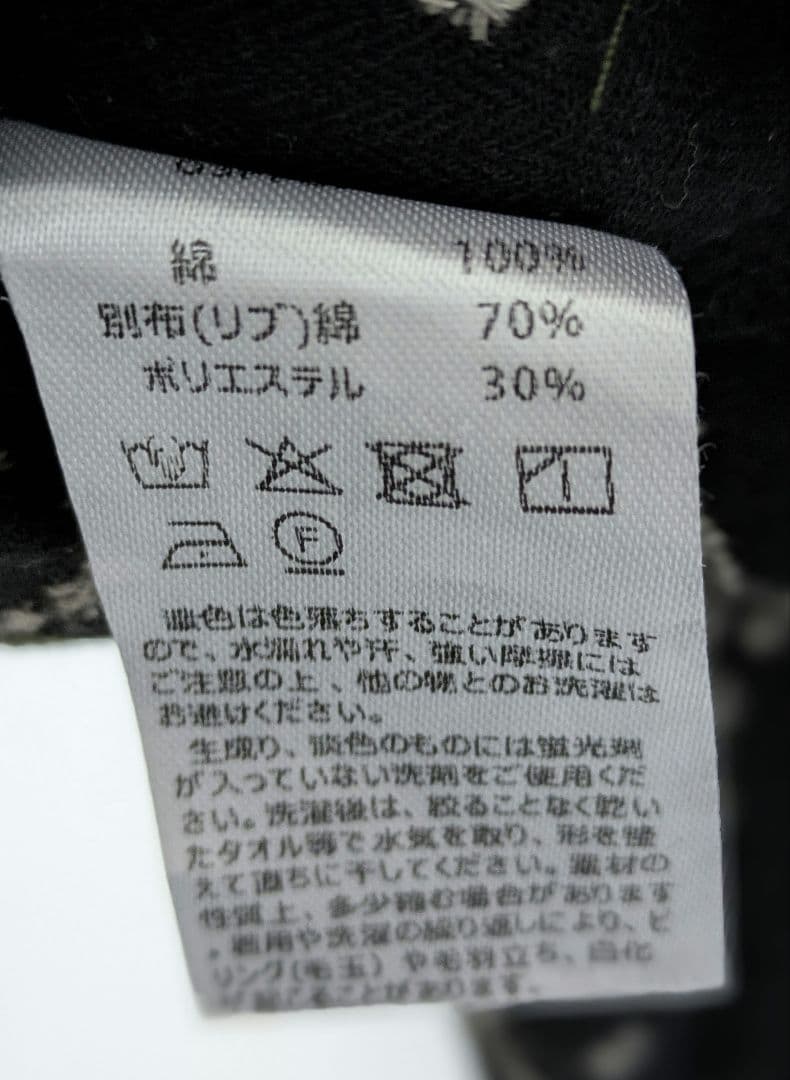 綿 100%
別布(リブ)綿 70%
ポリエステル 30%
F
濃色は色落ちすることがあります
ので、水濡れや汗、強い摩擦には
ご注意の上、他の物とのお洗濯は
お避けください。
生成り、淡色のものには蛍光剤
が入っていない洗剤をご使用くだ
さい。洗濯後は、絞ることなく乾い
たタオル等で水気を取り、形を整
えて直ちに干してください。素材の
性質上、多少縮む場合があります
。着用や洗濯の繰り返しにより、ピ
リング(毛玉)や毛羽立ち、白化
が起こることがあります。